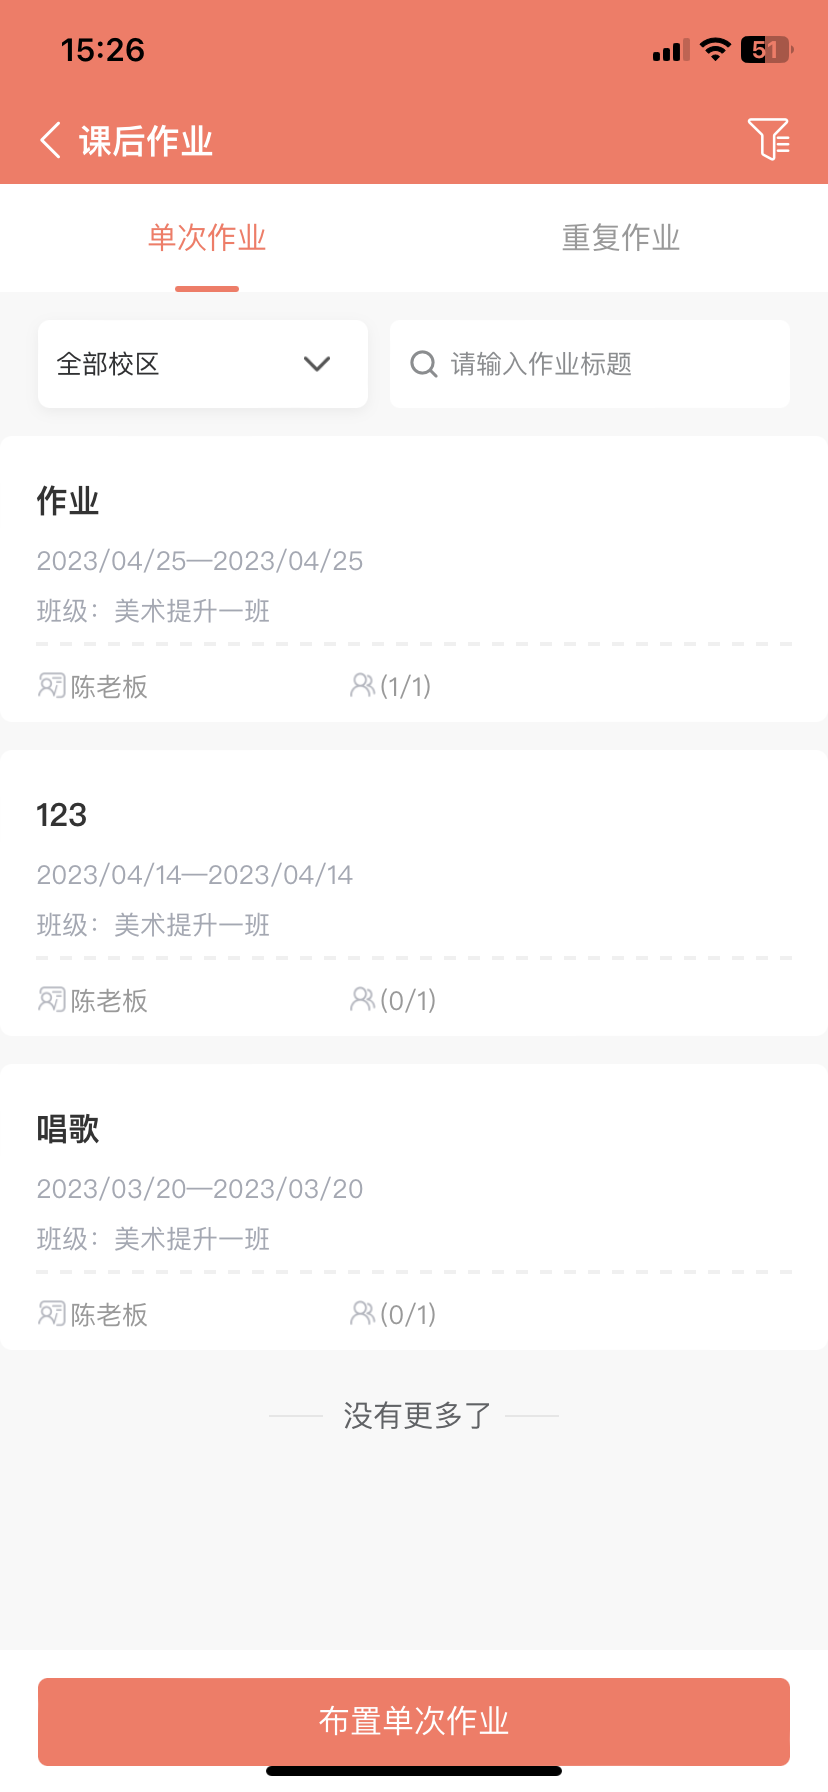 15:26
51
课后作业
单次作业
重复作业
全部校区
请输入作业标题
作业
2023/04/25—2023/04/25
班级：美术提升一班
陈老板
(1/1)
123
2023/04/14—2023/04/14
班级：美术提升一班
陈老板
(0/1)
唱歌
2023/03/20—2023/03/20
班级：美术提升一班
陈老板
(0/1)
没有更多了
布置单次作业